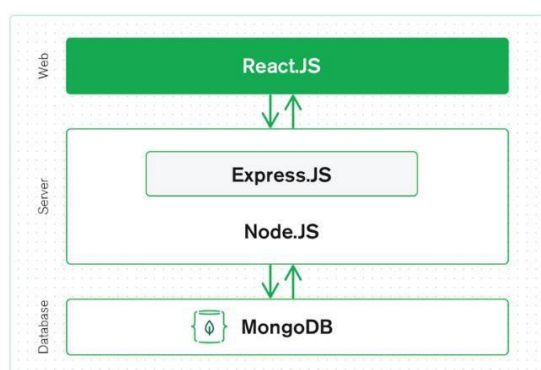 Web
React.JS
Server
Express.JS
Node.JS
Database
MongoDB